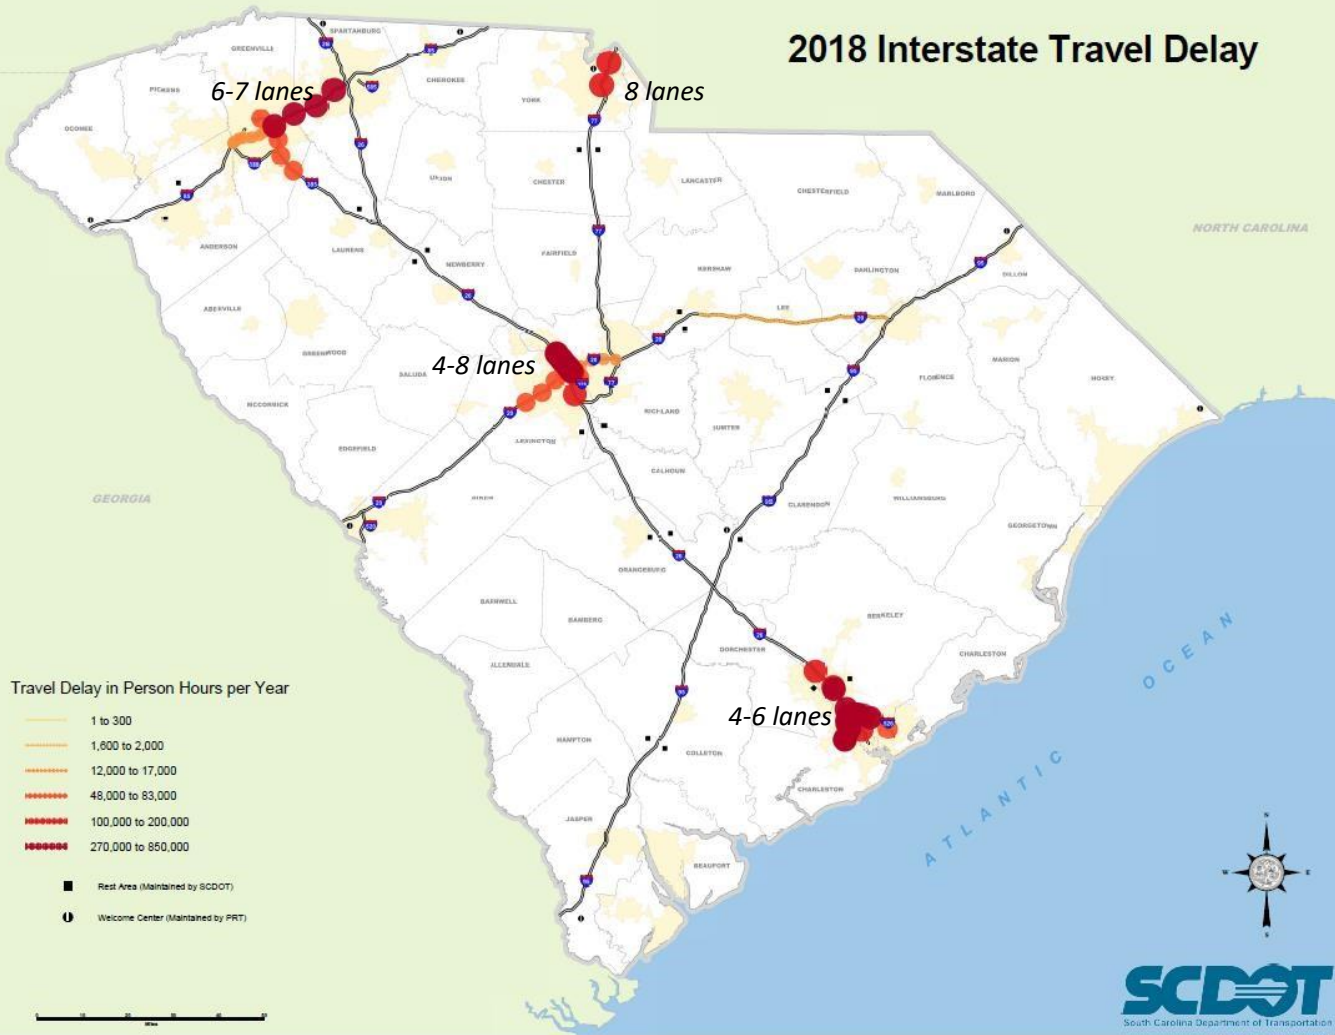 2018 Interstate Travel Delay
SPARTANBURG
GREENVILLE
CHEROKEE
PICKENS
6-7 lanes
8 lanes
YORK
OCONEE
UNION
CHESTER
LANCASTER
CHESTERFIELD
MARLBORO
NORTH CAROLINA
ANDERSON
LAURENS
FAIRFIELD
NEWBERRY
KERSHAW
DARLINGTON
DILLON
ABBEVILLE
LEE
GREENWOOD
4-8 lanes
SALUDA
MARION
FLORENCE
HORRY
MCCORMICK
RICHLAND
SUMTER
LEXINGTON
EDGEFIELD
CALHOUN
GEORGIA
AIKEN
CLARENDON
WILLIAMSBURG
GEORGETOWN
ORANGEBURG
BARNWELL
BAMBERG
BERKELEY
DORCHESTER
CHARLESTON
ALLENDALE
ATLANTIC OCEAN
Travel Delay in Person Hours per Year
1 to 300
1,600 to 2,000
12,000 to 17,000
48,000 to 83,000
100,000 to 200,000
270,000 to 850,000
4-6 lanes
HAMPTON
COLLETON
CHARLESTON
JASPER
BEAUFORT
Rest Area (Maintained by SCDOT)
Welcome Center (Maintained by PRT)
N
W
E
S
Miles
SCDOT
South Carolina Department of Transportation